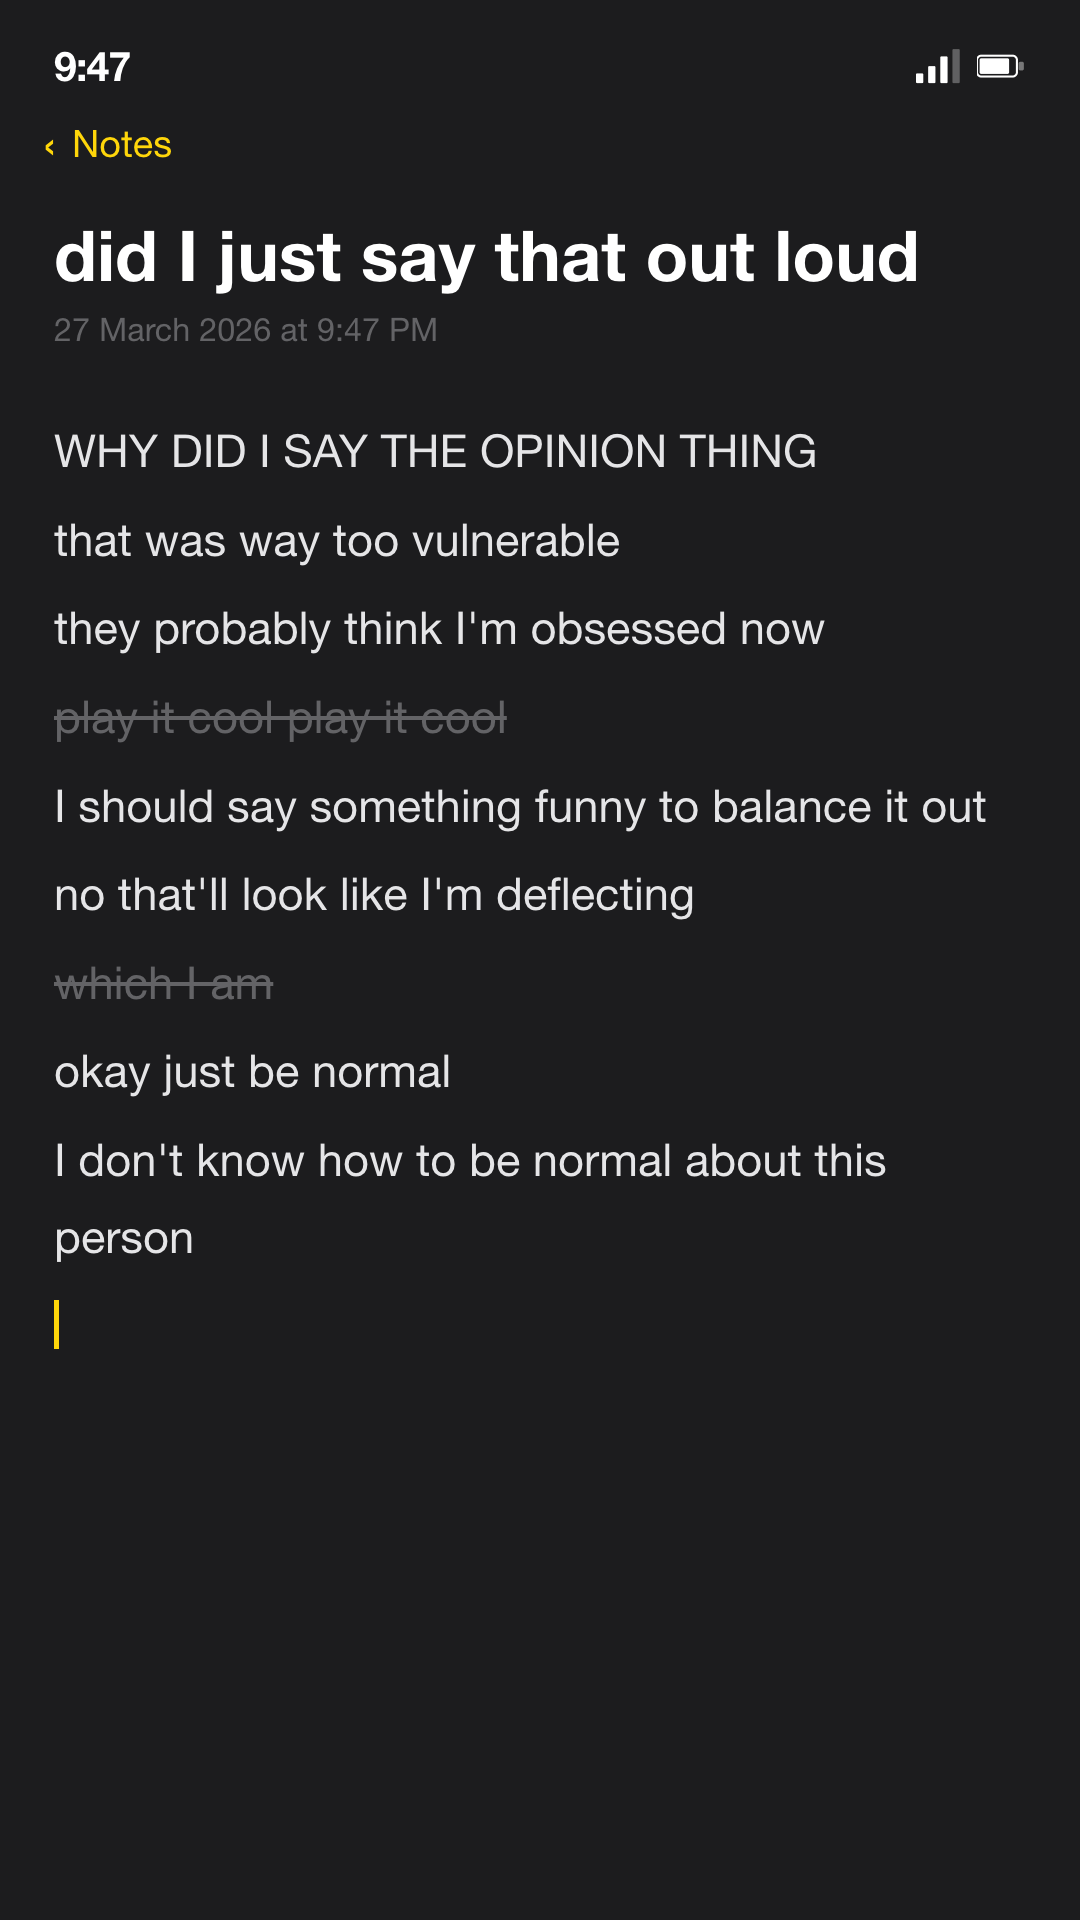 9:47
‹ Notes
did I just say that out loud
27 March 2026 at 9:47 PM
WHY DID I SAY THE OPINION THING
that was way too vulnerable
they probably think I'm obsessed now
play it cool play it cool
I should say something funny to balance it out
no that'll look like I'm deflecting
which I am
okay just be normal
I don't know how to be normal about this
person